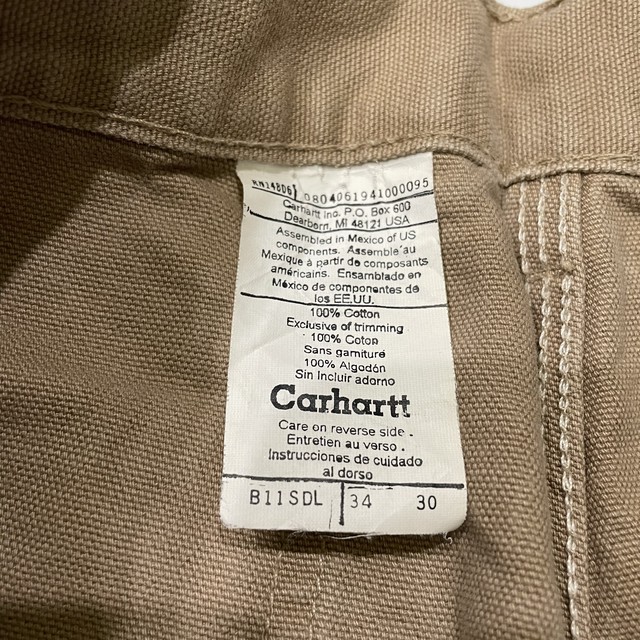 RN14806 0804061941000095
Carhartt Inc. P.O. Box 600
Dearborn, MI 48121 USA
Assembled in Mexico of US
components. Assemble'au
Mexique à partir de composants
américains. Ensamblado en
México de componentes de
los EE.UU.
100% Cotton
Exclusive of trimming
100% Coton
Sans garniture
100% Algodón
Sin Incluir adorno
Carhartt
Care on reverse side.
Entretien au verso.
Instrucciones de cuidado
al dorso
B11SDL 34 30